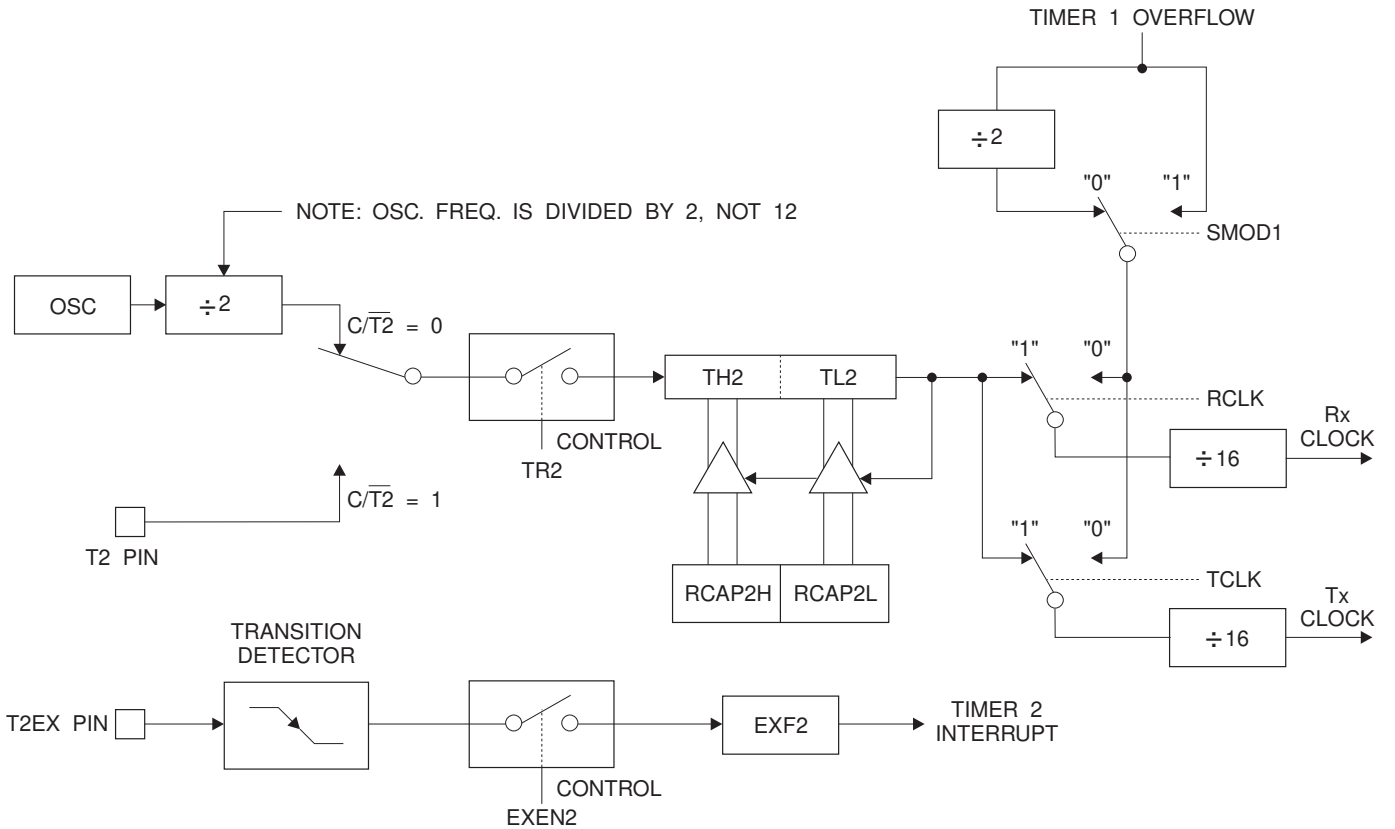 TIMER 1 OVERFLOW
÷2
"0" "1"
NOTE: OSC. FREQ. IS DIVIDED BY 2, NOT 12
SMOD1
OSC
÷2
C/T2̅ = 0
TH2
TL2
"1" "0"
RCLK
Rx
CLOCK
CONTROL
TR2
÷16
C/T2̅ = 1
T2 PIN
"1" "0"
RCAP2H
RCAP2L
TCLK
Tx
CLOCK
÷16
TRANSITION
DETECTOR
T2EX PIN
EXF2
TIMER 2
INTERRUPT
CONTROL
EXEN2